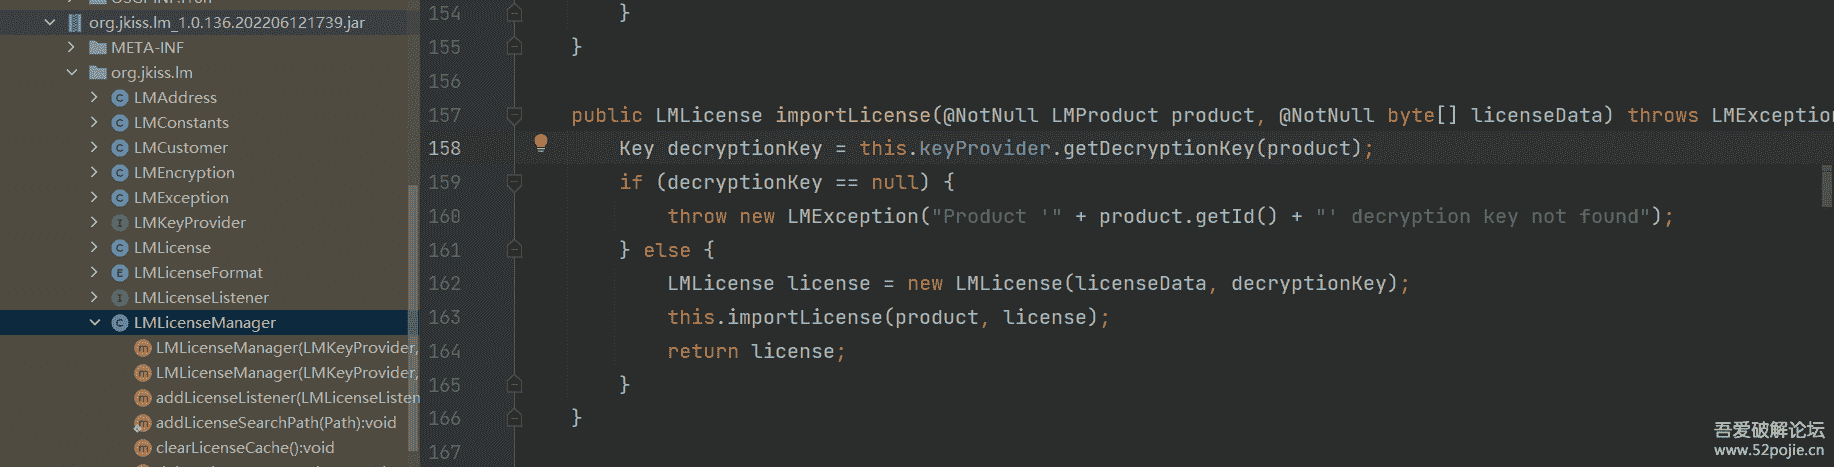 org.jkiss.lm_1.0.136.202206121739.jar
META-INF
org.jkiss.lm
LMAddress
LMConstants
LMCustomer
LMEncryption
LMException
LMKeyProvider
LMLicense
LMLicenseFormat
LMLicenseListener
LMLicenseManager
LMLicenseManager(LMKeyProvider,
LMLicenseManager(LMKeyProvider,
addLicenseListener(LMLicenseListen
addLicenseSearchPath(Path):void
clearLicenseCache():void
154 }
155 }
156
157 public LMLicense importLicense(@NotNull LMProduct product, @NotNull byte[] licenseData) throws LMException
158 Key decryptionKey = this.keyProvider.getDecryptionKey(product);
159 if (decryptionKey == null) {
160 throw new LMException("Product '" + product.getId() + "' decryption key not found");
161 } else {
162 LMLicense license = new LMLicense(licenseData, decryptionKey);
163 this.importLicense(product, license);
164 return license;
165 }
166 }
167
吾爱破解论坛
www.52pojie.cn